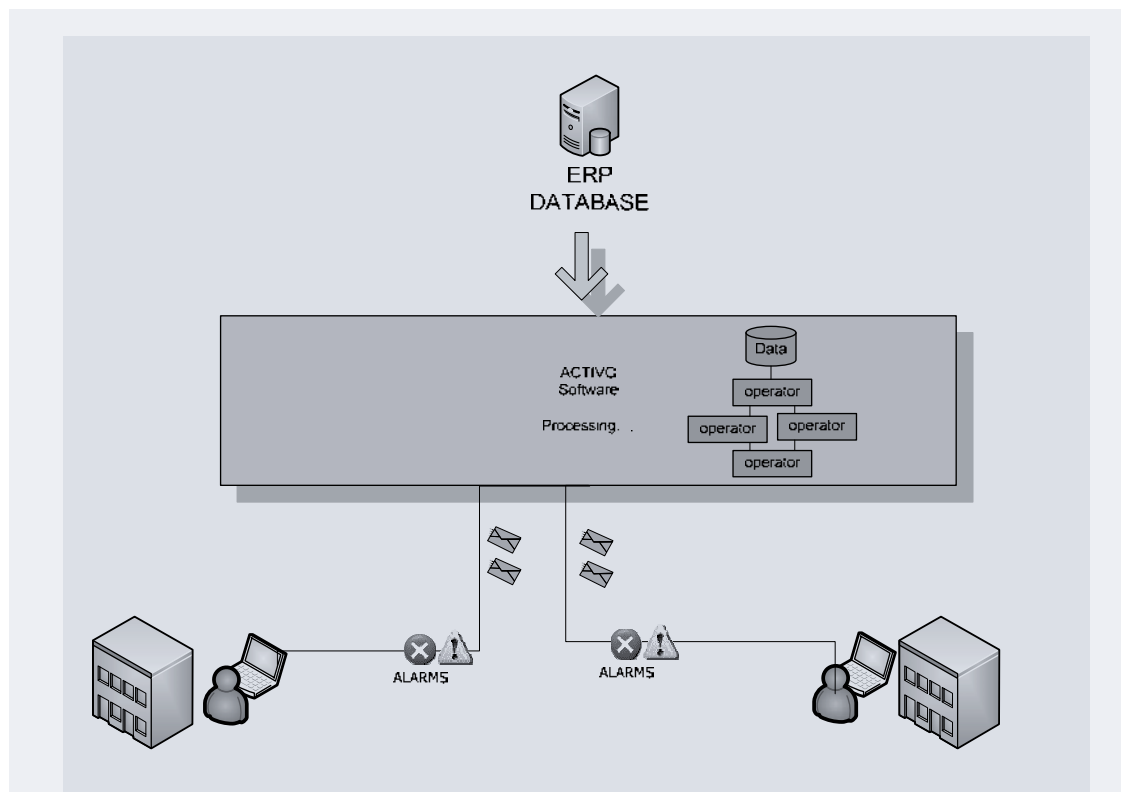 ERP
DATABASE
Data
ACTIVG
Software
operator
Processing. .
operator
operator
operator
ALARMS
ALARMS